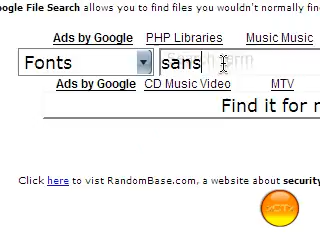 oogle File Search allows you to find files you wouldn't normally fin
Ads by Google PHP Libraries Music Music
Fonts sans
Ads by Google CD Music Video MTV
Find it for r
Click here to visit RandomBase.com, a website about security